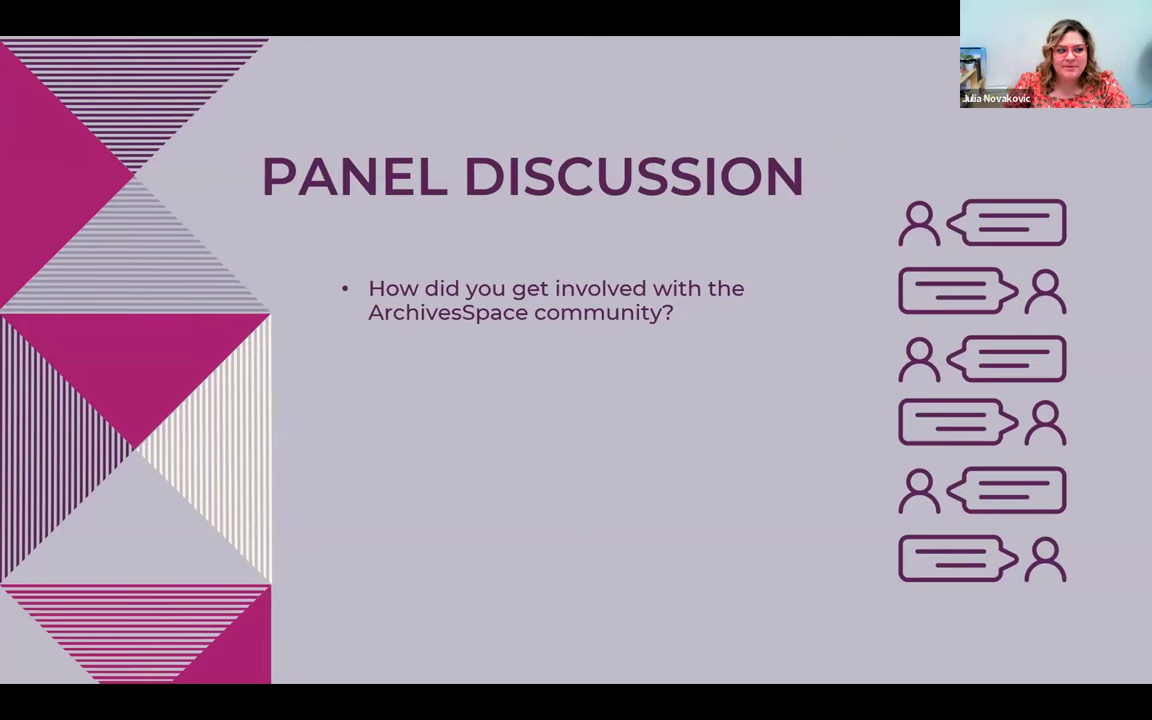 Julia Novakovic
PANEL DISCUSSION
• How did you get involved with the
ArchivesSpace community?